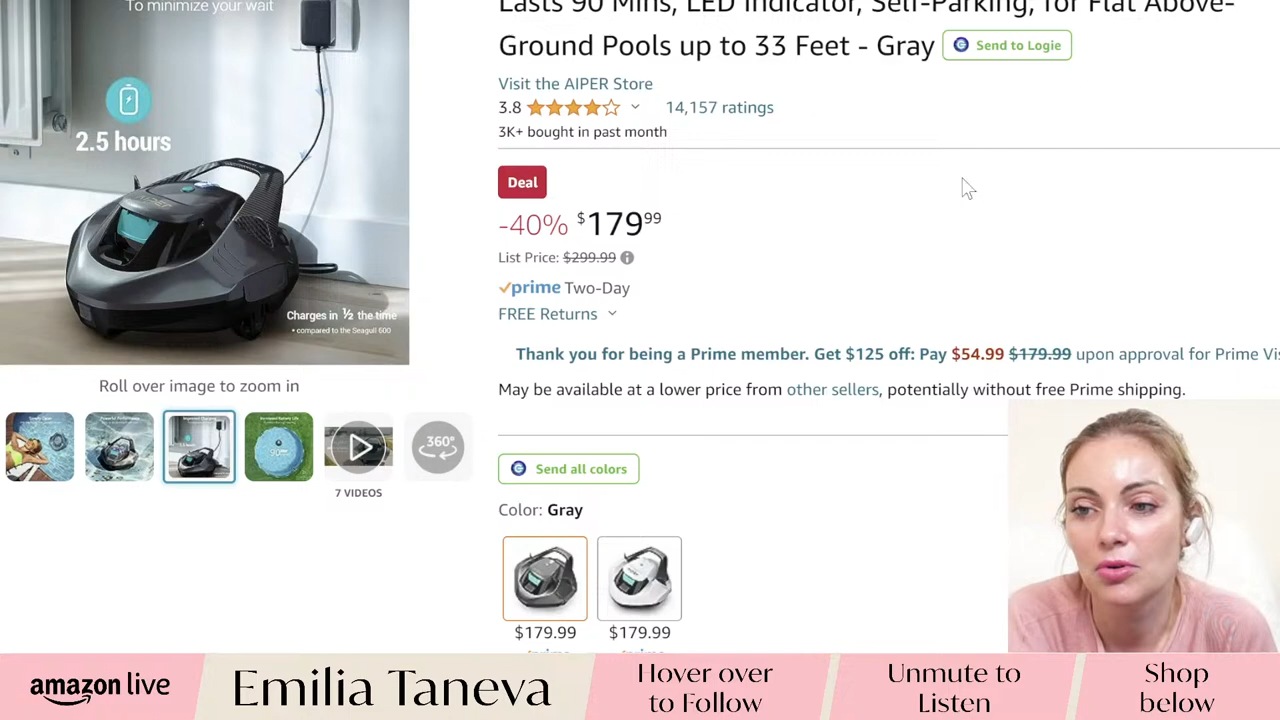 To minimize your wait
2.5 hours
Charges in ½ the time
• compared to the Seagull 600
Roll over image to zoom in
360°
7 VIDEOS
Lasts 90 Mins, LED Indicator, Self-Parking, for Flat Above-
Ground Pools up to 33 Feet - Gray
Send to Logie
Visit the AIPER Store
3.8
14,157 ratings
3K+ bought in past month
Deal
-40% $179.99
List Price: $299.99
prime Two-Day
FREE Returns
Thank you for being a Prime member. Get $125 off: Pay $54.99 $179.99 upon approval for Prime Vis
May be available at a lower price from other sellers, potentially without free Prime shipping.
Send all colors
Color: Gray
$179.99
$179.99
amazon live
Emilia Taneva
Hover over
to Follow
Unmute to
Listen
Shop
below